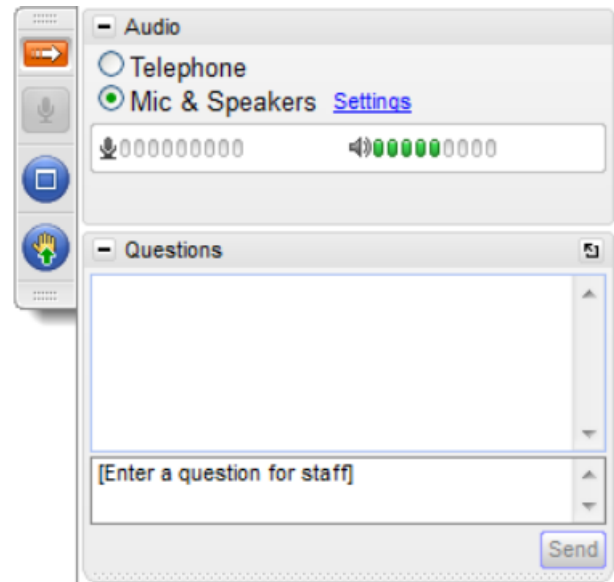 Audio
Telephone
Mic & Speakers Settings
Questions
[Enter a question for staff]
Send